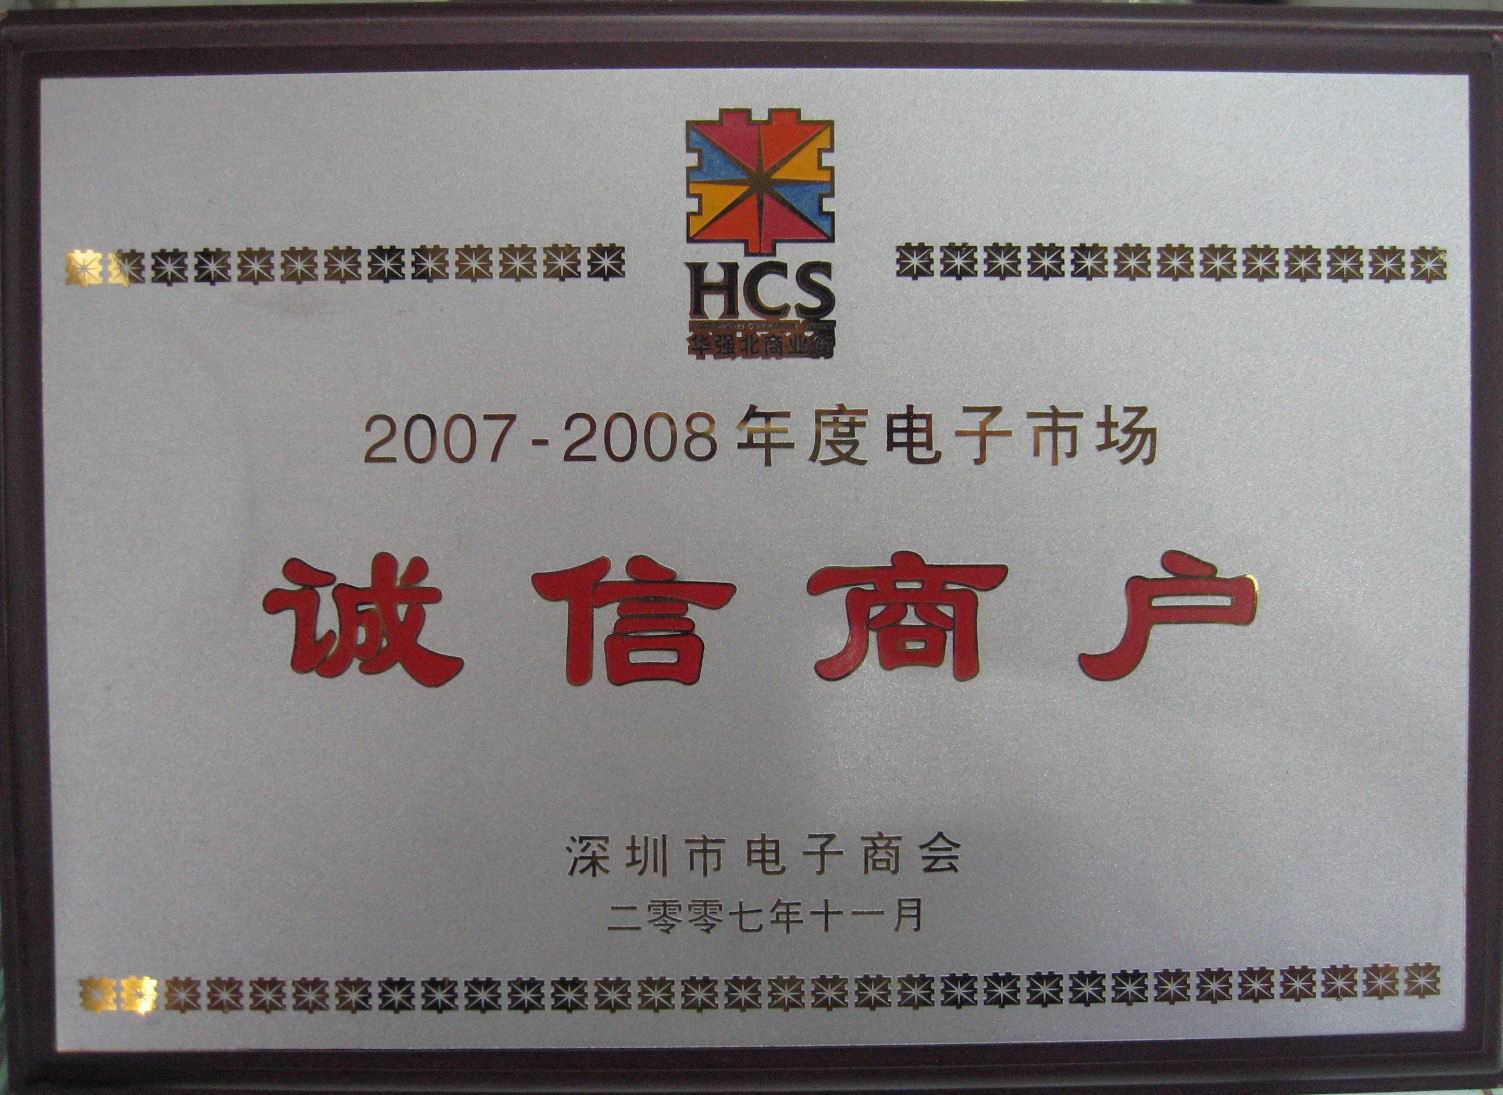 HCS
华强北商业街
2007-2008年度电子市场
诚信商户
深圳市电子商会
二零零七年十一月